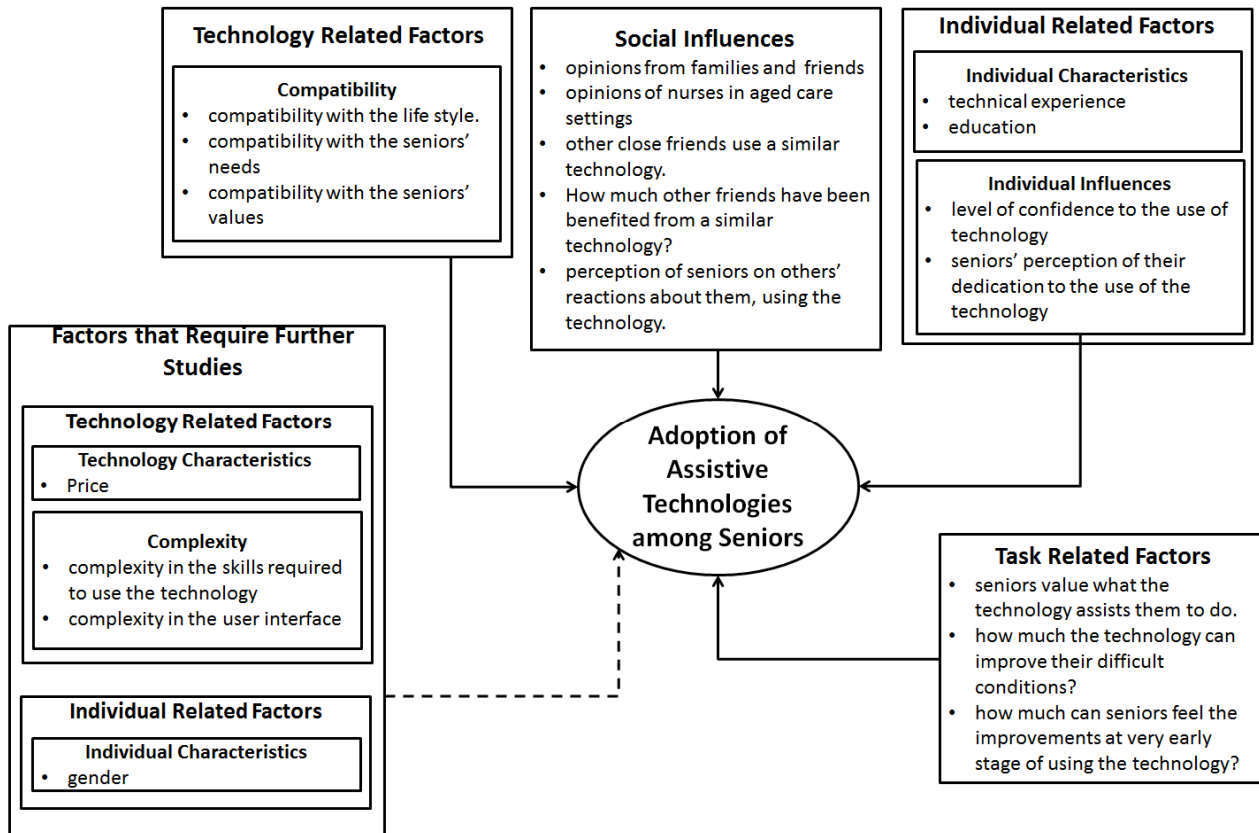 Technology Related Factors
Compatibility
• compatibility with the life style.
• compatibility with the seniors'
needs
• compatibility with the seniors'
values
Social Influences
• opinions from families and friends
• opinions of nurses in aged care
settings
• other close friends use a similar
technology.
• How much other friends have been
benefited from a similar
technology?
• perception of seniors on others'
reactions about them, using the
technology.
Individual Related Factors
Individual Characteristics
• technical experience
• education
Individual Influences
• level of confidence to the use of
technology
• seniors' perception of their
dedication to the use of the
technology
Factors that Require Further
Studies
Technology Related Factors
Technology Characteristics
• Price
Complexity
• complexity in the skills required
to use the technology
• complexity in the user interface
Individual Related Factors
Individual Characteristics
• gender
Adoption of
Assistive
Technologies
among Seniors
Task Related Factors
• seniors value what the
technology assists them to do.
• how much the technology can
improve their difficult
conditions?
• how much can seniors feel the
improvements at very early
stage of using the technology?